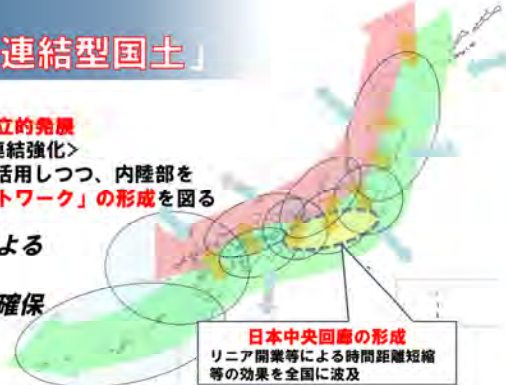 連結型国土」
立的発展
連結強化>
活用しつつ、内陸部を
トワーク」の形成を図る
よる
確保
日本中央回廊の形成
リニア開業等による時間距離短縮
等の効果を全国に波及